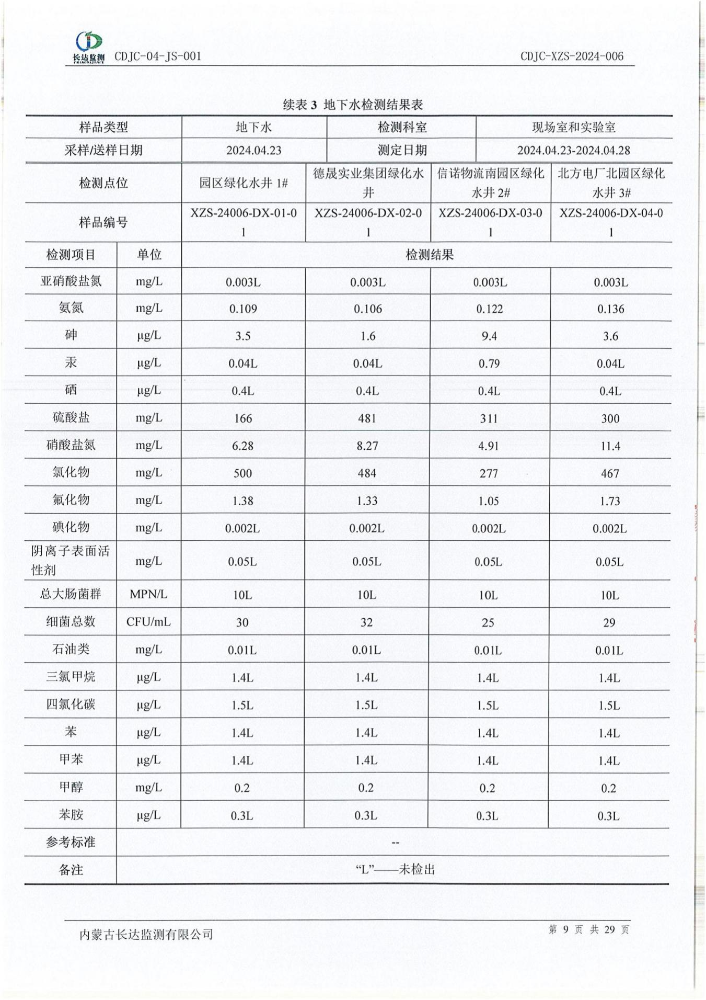 长达监测 CDJC-04-JS-001 CDJC-XZS-2024-006
CHANGDAJIANCE
续表 3 地下水检测结果表
样品类型 地下水 检测科室 现场室和实验室
采样/送样日期 2024.04.23 测定日期 2024.04.23-2024.04.28
检测点位 园区绿化水井 1# 德晟实业集团绿化水井 信诺物流南园区绿化水井 2# 北方电厂北园区绿化水井 3#
样品编号 XZS-24006-DX-01-01 XZS-24006-DX-02-01 XZS-24006-DX-03-01 XZS-24006-DX-04-01
检测项目 单位 检测结果
亚硝酸盐氮 mg/L 0.003L 0.003L 0.003L 0.003L
氨氮 mg/L 0.109 0.106 0.122 0.136
砷 μg/L 3.5 1.6 9.4 3.6
汞 μg/L 0.04L 0.04L 0.79 0.04L
硒 μg/L 0.4L 0.4L 0.4L 0.4L
硫酸盐 mg/L 166 481 311 300
硝酸盐氮 mg/L 6.28 8.27 4.91 11.4
氯化物 mg/L 500 484 277 467
氟化物 mg/L 1.38 1.33 1.05 1.73
碘化物 mg/L 0.002L 0.002L 0.002L 0.002L
阴离子表面活性剂 mg/L 0.05L 0.05L 0.05L 0.05L
总大肠菌群 MPN/L 10L 10L 10L 10L
细菌总数 CFU/mL 30 32 25 29
石油类 mg/L 0.01L 0.01L 0.01L 0.01L
三氯甲烷 μg/L 1.4L 1.4L 1.4L 1.4L
四氯化碳 μg/L 1.5L 1.5L 1.5L 1.5L
苯 μg/L 1.4L 1.4L 1.4L 1.4L
甲苯 μg/L 1.4L 1.4L 1.4L 1.4L
甲醇 mg/L 0.2 0.2 0.2 0.2
苯胺 μg/L 0.3L 0.3L 0.3L 0.3L
参考标准 --
备注 “L”——未检出
内蒙古长达监测有限公司 第 9 页 共 29 页